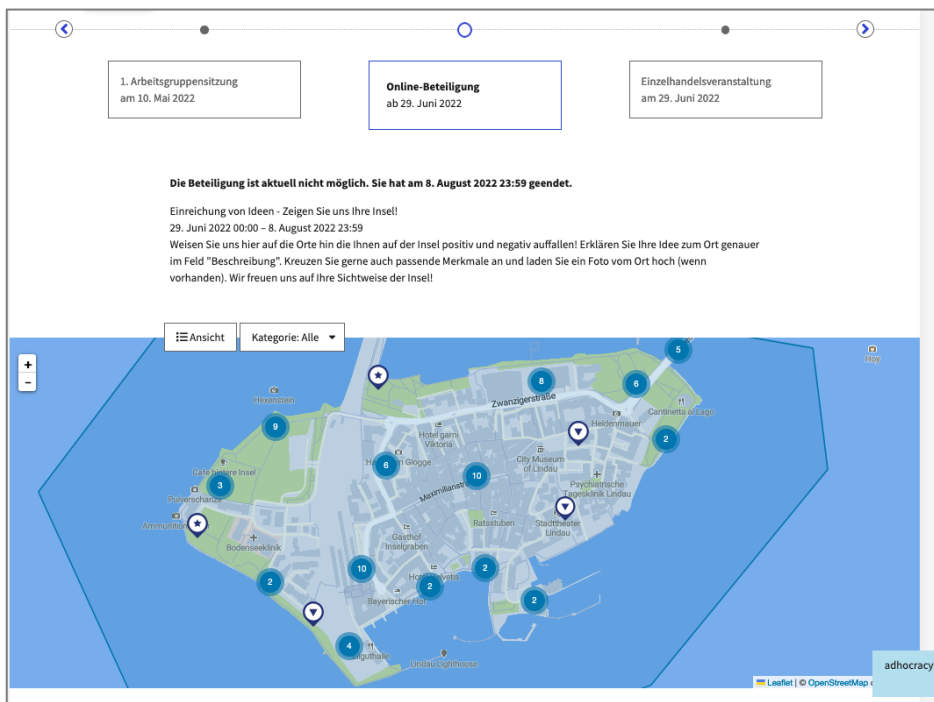 1. Arbeitsgruppensitzung
am 10. Mai 2022
Online-Beteiligung
ab 29. Juni 2022
Einzelhandelsveranstaltung
am 29. Juni 2022
Die Beteiligung ist aktuell nicht möglich. Sie hat am 8. August 2022 23:59 geendet.
Einreichung von Ideen - Zeigen Sie uns Ihre Insel!
29. Juni 2022 00:00 – 8. August 2022 23:59
Weisen Sie uns hier auf die Orte hin die Ihnen auf der Insel positiv und negativ auffallen! Erklären Sie Ihre Idee zum Ort genauer
im Feld "Beschreibung". Kreuzen Sie gerne auch passende Merkmale an und laden Sie ein Foto vom Ort hoch (wenn
vorhanden). Wir freuen uns auf Ihre Sichtweise der Insel!
Ansicht
Kategorie: Alle
+
-
5
Hoy
8
6
Zwanzigerstraße
Hexenstein
Cantinetta al Lago
9
Heidenmauer
2
Hotel garni
Viktoria
6
Glogge
City Museum
of Lindau
10
Maximilianstraße
Café hintere Insel
3
Psychiatrische
Tagesklinik Lindau
Pulverschanze
Ratsstuben
Stadttheater
Lindau
Gasthof
Inselgraben
Bodenseeklinik
10
2
2
2
2
Bayerischer Hof
4
Lindau Lighthouse
adhocracy
Leaflet | © OpenStreetMap